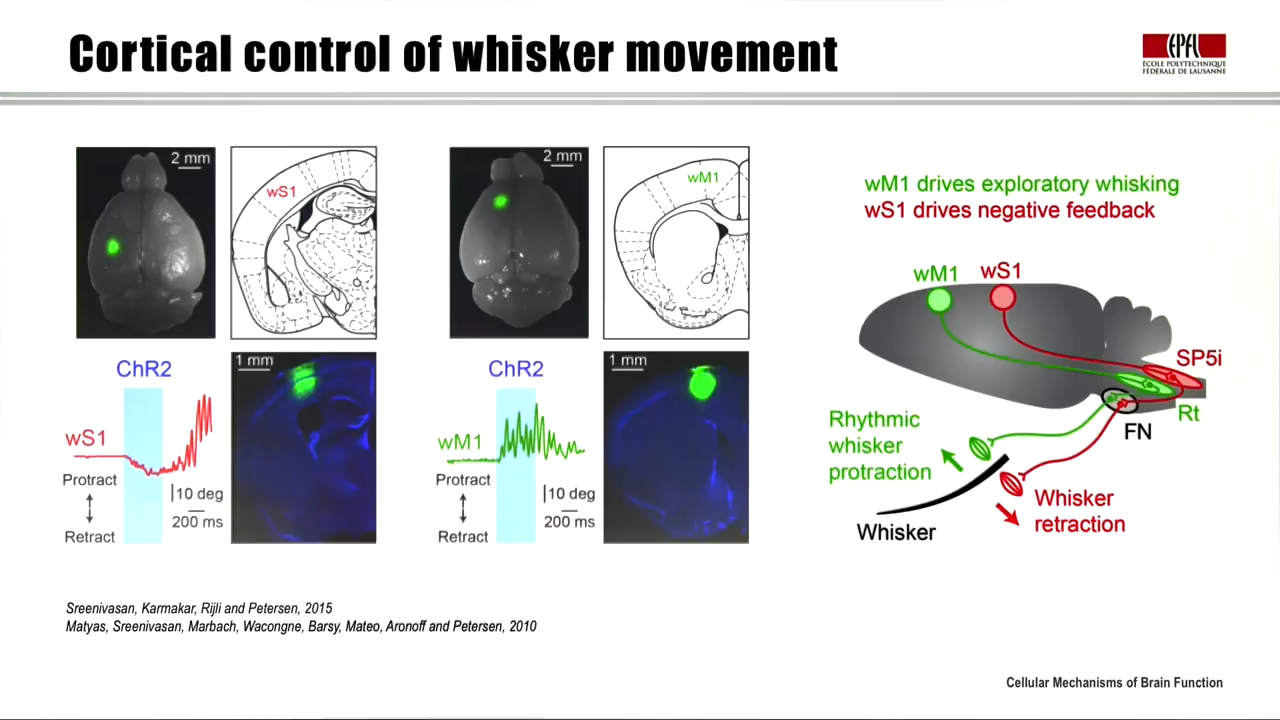 Cortical control of whisker movement
EPFL
ÉCOLE POLYTECHNIQUE
FÉDÉRALE DE LAUSANNE
2 mm
wS1
2 mm
wM1
ChR2
1 mm
wS1
Protract
Retract
10 deg
200 ms
ChR2
1 mm
wM1
Protract
Retract
10 deg
200 ms
wM1 drives exploratory whisking
wS1 drives negative feedback
wM1
wS1
SP5i
Rt
FN
Rhythmic
whisker
protraction
Whisker
Whisker
retraction
Sreenivasan, Karmakar, Rijli and Petersen, 2015
Matyas, Sreenivasan, Marbach, Wacongne, Barsy, Mateo, Aronoff and Petersen, 2010
Cellular Mechanisms of Brain Function